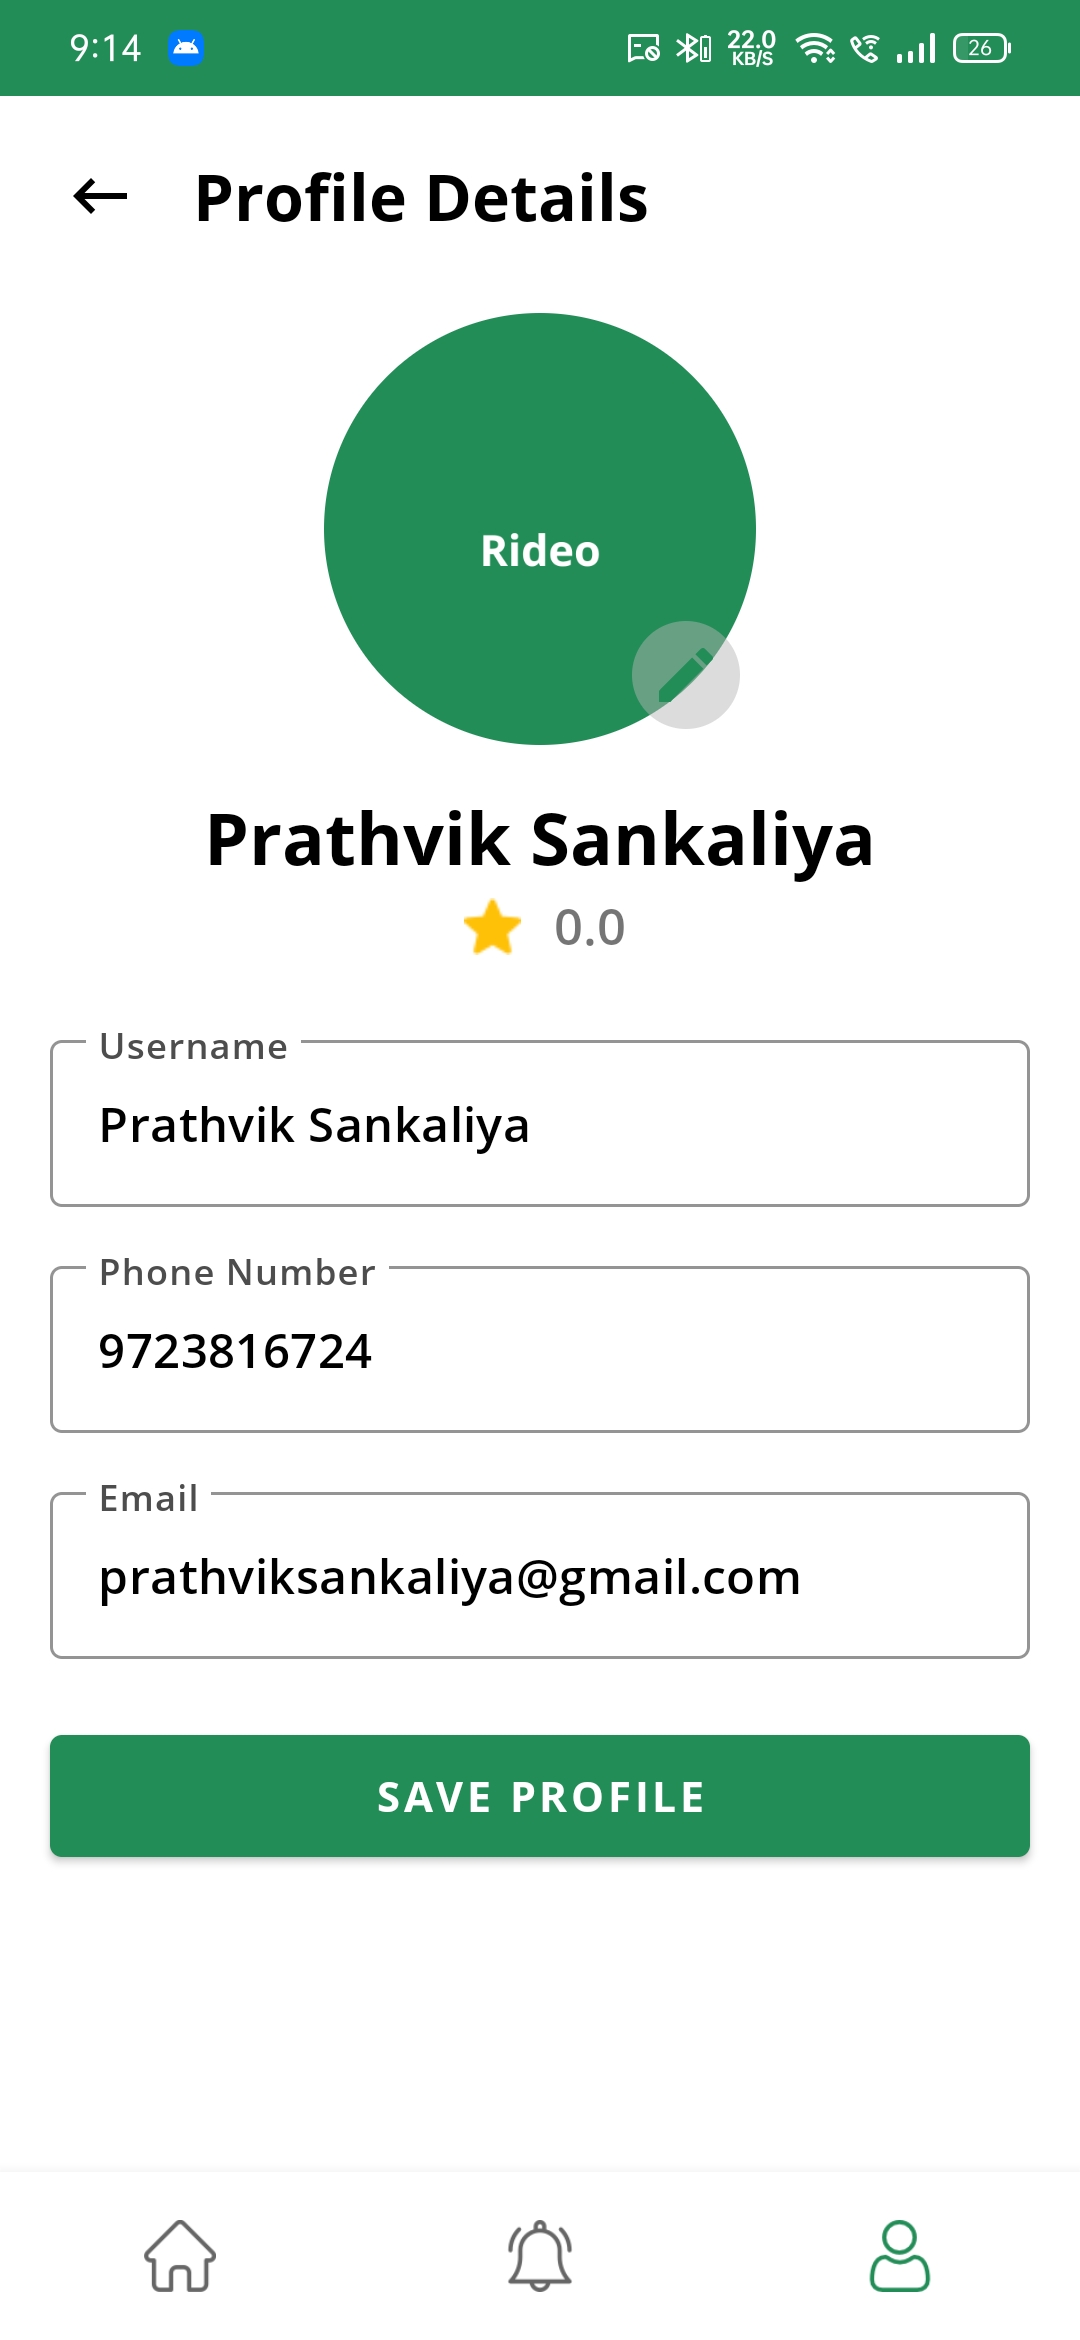 9:14
22.0
KB/S
26
Profile Details
Rideo
Prathvik Sankaliya
0.0
Username
Prathvik Sankaliya
Phone Number
9723816724
Email
prathviksankaliya@gmail.com
SAVE PROFILE